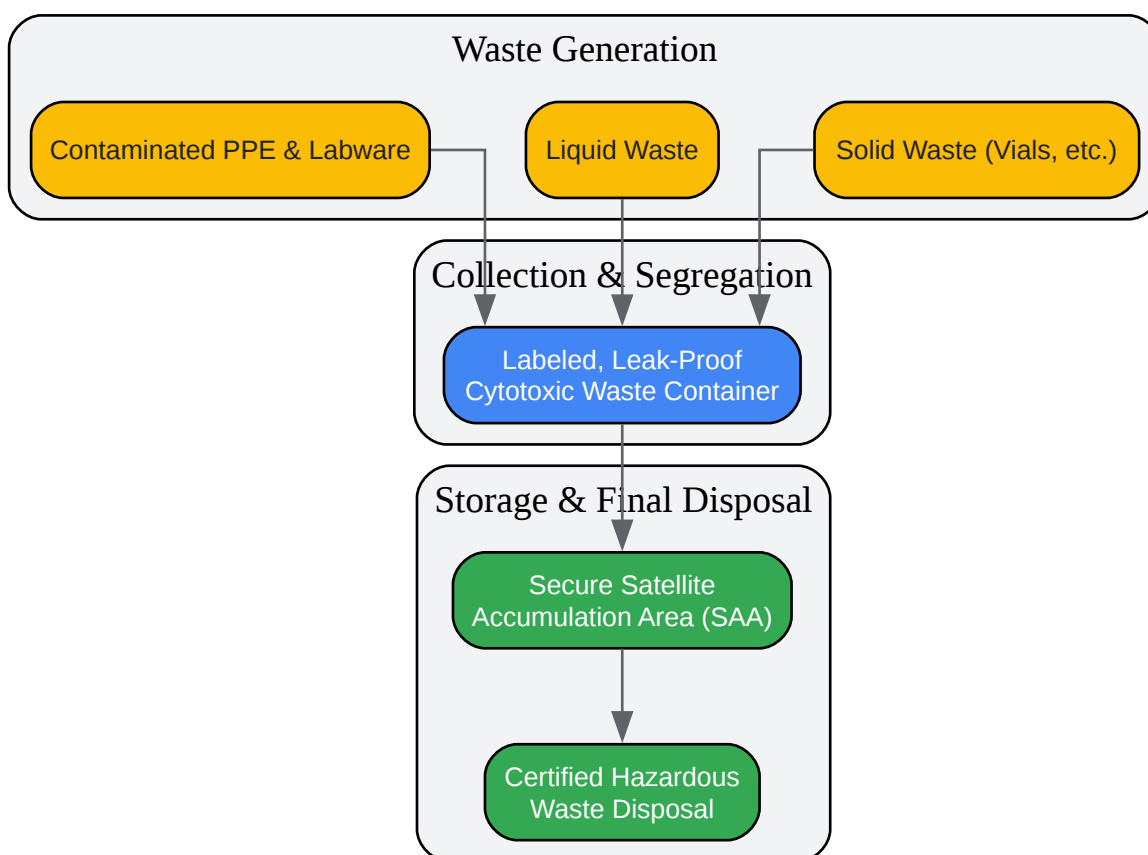 Waste Generation
Contaminated PPE & Labware
Liquid Waste
Solid Waste (Vials, etc.)
Collection & Segregation
Labeled, Leak-Proof
Cytotoxic Waste Container
Storage & Final Disposal
Secure Satellite
Accumulation Area (SAA)
Certified Hazardous
Waste Disposal